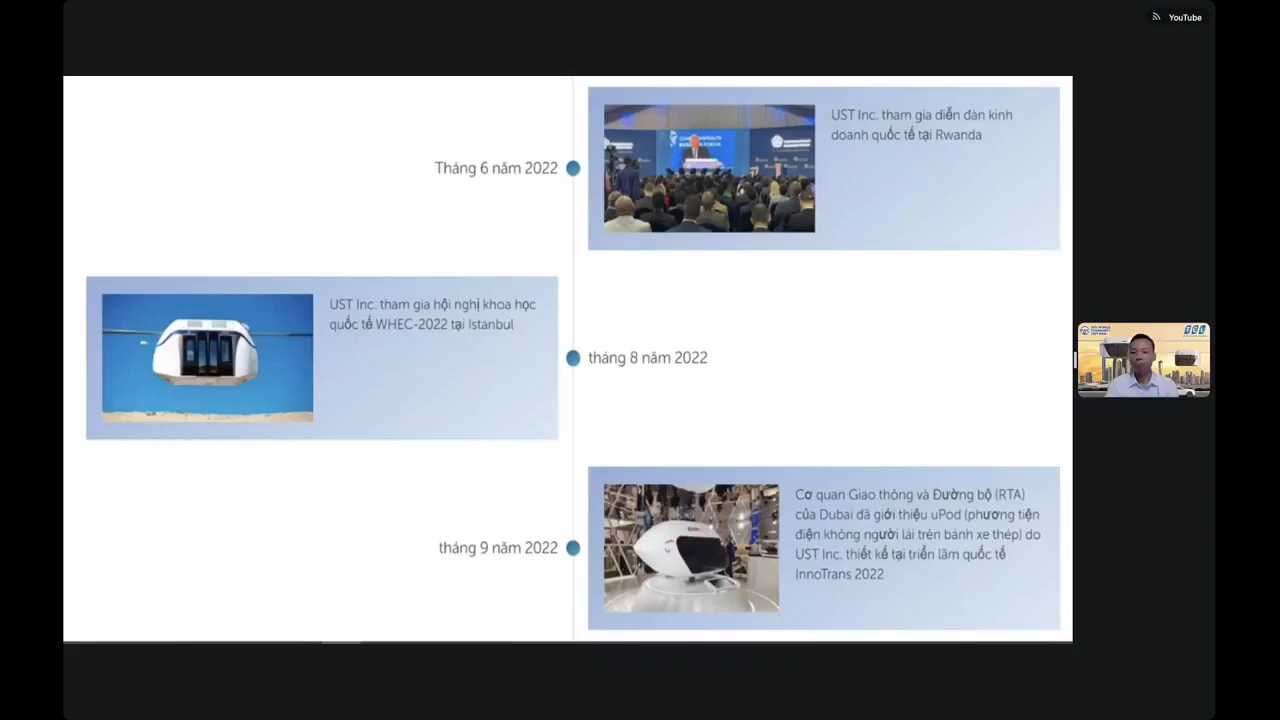 YouTube
UST Inc. tham gia diễn đàn kinh
doanh quốc tế tại Rwanda
Tháng 6 năm 2022
UST Inc. tham gia hội nghị khoa học
quốc tế WHEC-2022 tại Istanbul
tháng 8 năm 2022
Cơ quan Giao thông và Đường bộ (RTA)
của Dubai đã giới thiệu uPod (phương tiện
điện không người lái trên bánh xe thép) do
UST Inc. thiết kế tại triển lãm quốc tế
InnoTrans 2022
tháng 9 năm 2022